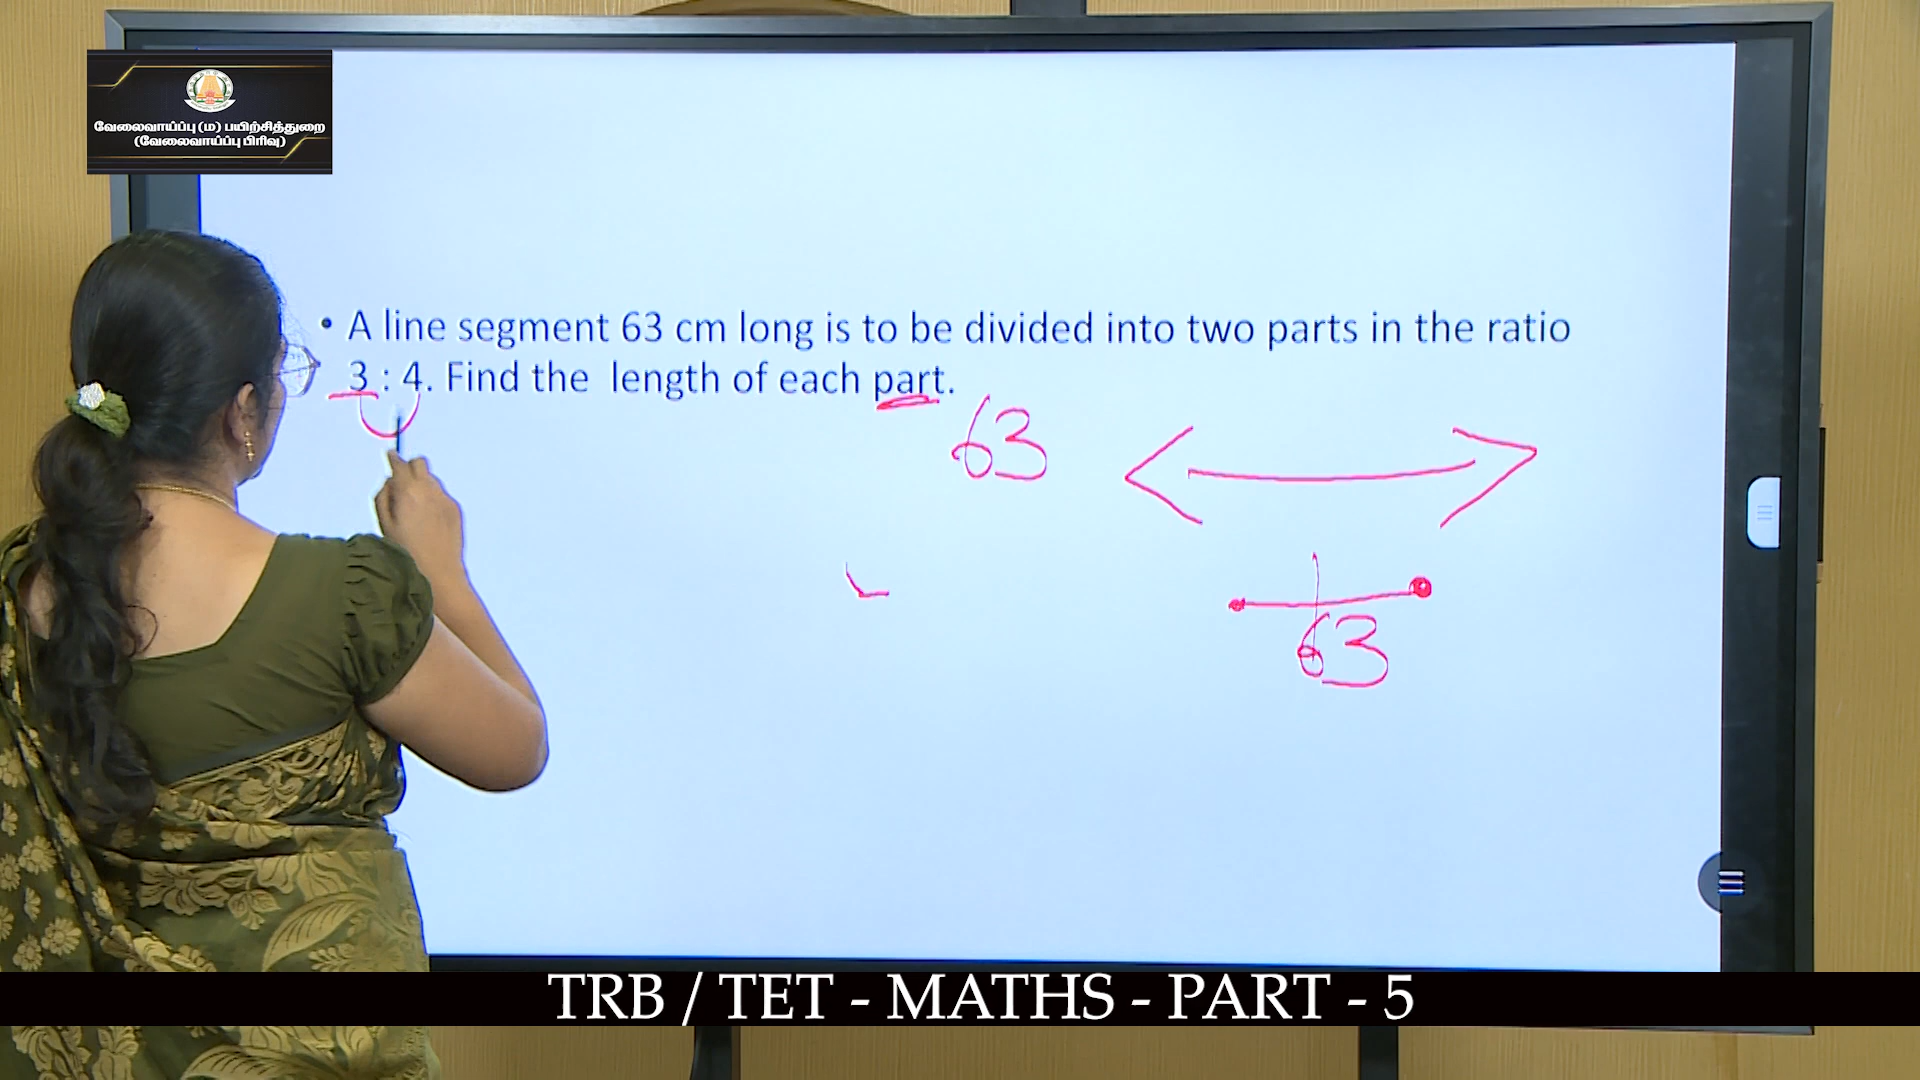 வேலைவாய்ப்பு (ம) பயிற்சித்துறை
(வேலைவாய்ப்பு பிரிவு)
• A line segment 63 cm long is to be divided into two parts in the ratio
3 : 4. Find the length of each part.
63
63
TRB / TET - MATHS - PART - 5